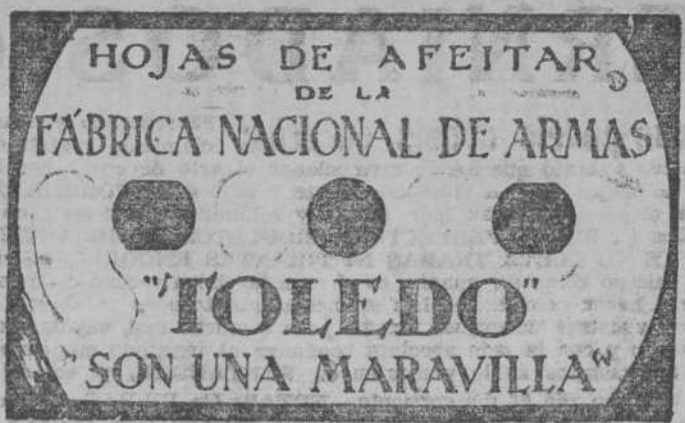 HOJAS DE AFEITAR
DE LA
FÁBRICA NACIONAL DE ARMAS
"TOLEDO"
"SON UNA MARAVILLA"